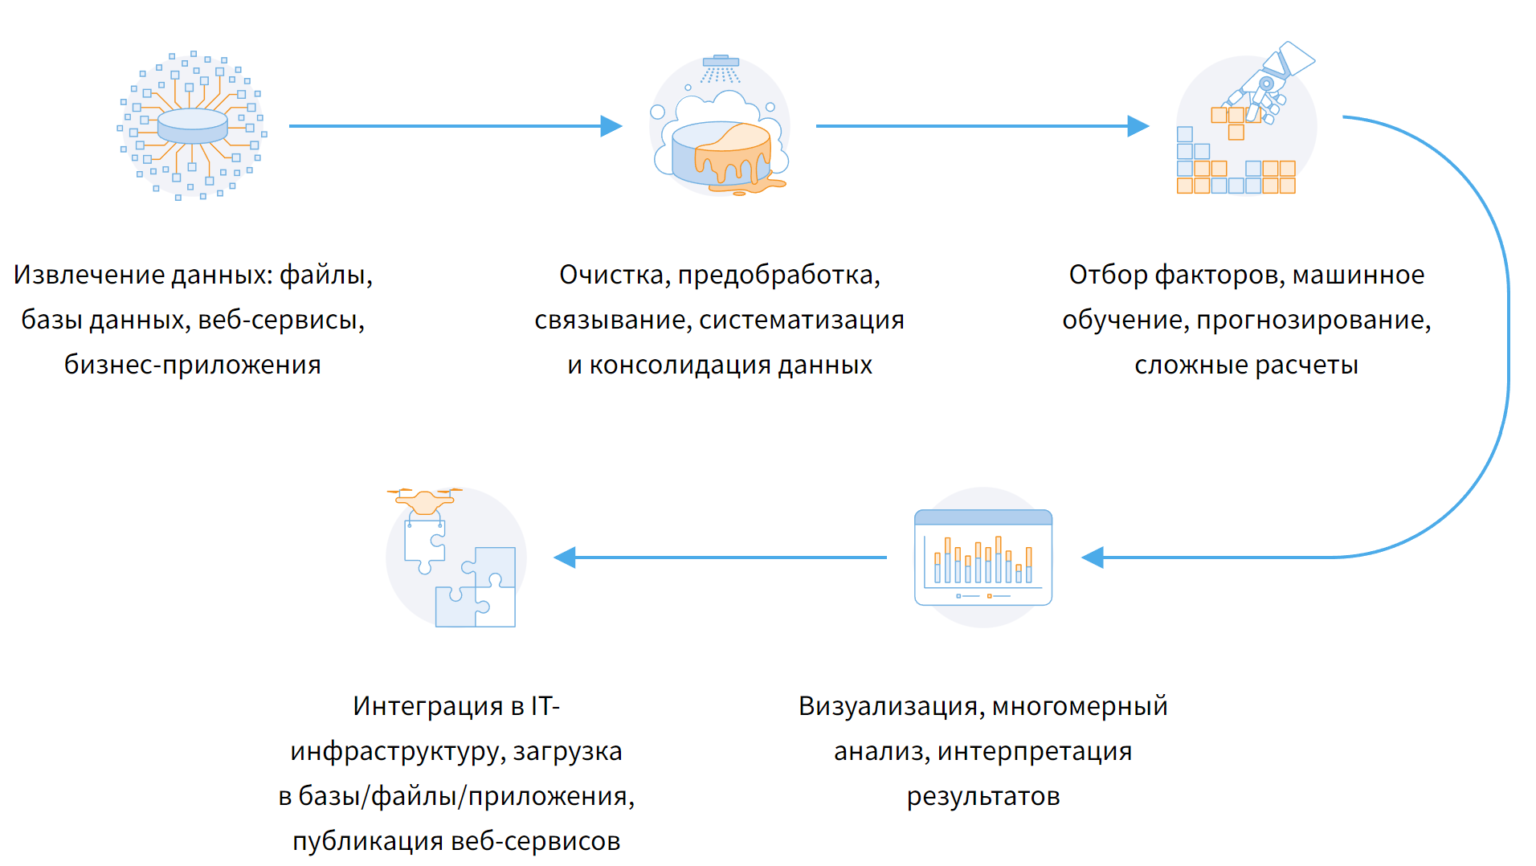 Извлечение данных: файлы,
базы данных, веб-сервисы,
бизнес-приложения
Очистка, предобработка,
связывание, систематизация
и консолидация данных
Отбор факторов, машинное
обучение, прогнозирование,
сложные расчеты
Визуализация, многомерный
анализ, интерпретация
результатов
Интеграция в IT-
инфраструктуру, загрузка
в базы/файлы/приложения,
публикация веб-сервисов